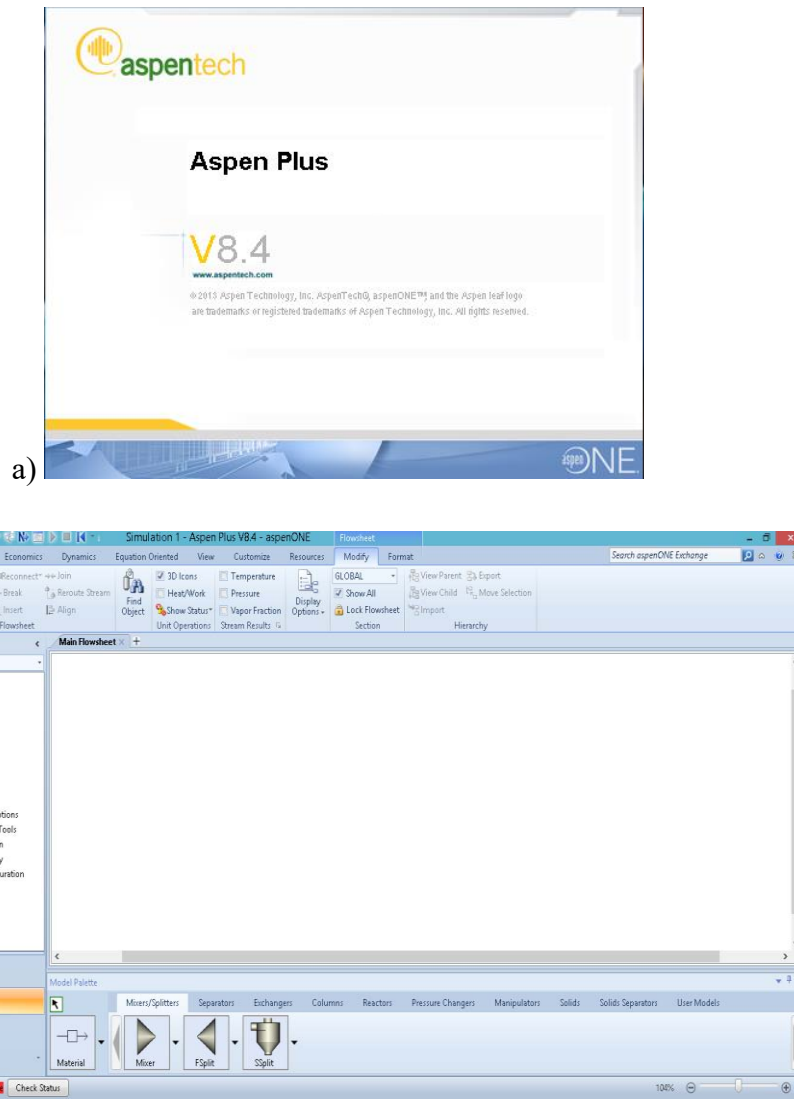 aspentech
Aspen Plus
V8.4
www.aspentech.com
©2013 Aspen Technology, Inc. AspenTech®, aspenONE™ and the Aspen leaf logo
are trademarks or registered trademarks of Aspen Technology, Inc. All rights reserved.
aspenONE
a)
Simulation 1 - Aspen Plus V8.4 - aspenONE Flowsheet
Economics Dynamics Equation Oriented View Customize Resources Modify Format Search aspenONE Exchange
Reconnect Join 3D Icons Temperature GLOBAL View Parent Export
Break Reroute Stream Heat/Work Pressure Show All View Child Move Selection
Insert Align Find Object Show Status Vapor Fraction Display Options Lock Flowsheet Import
Flowsheet Unit Operations Stream Results Section Hierarchy
Main Flowsheet
Tools
Model Palette
Mixers/Splitters Separators Exchangers Columns Reactors Pressure Changers Manipulators Solids Solids Separators User Models
Material Mixer FSplit SSplit
Check Status 104%